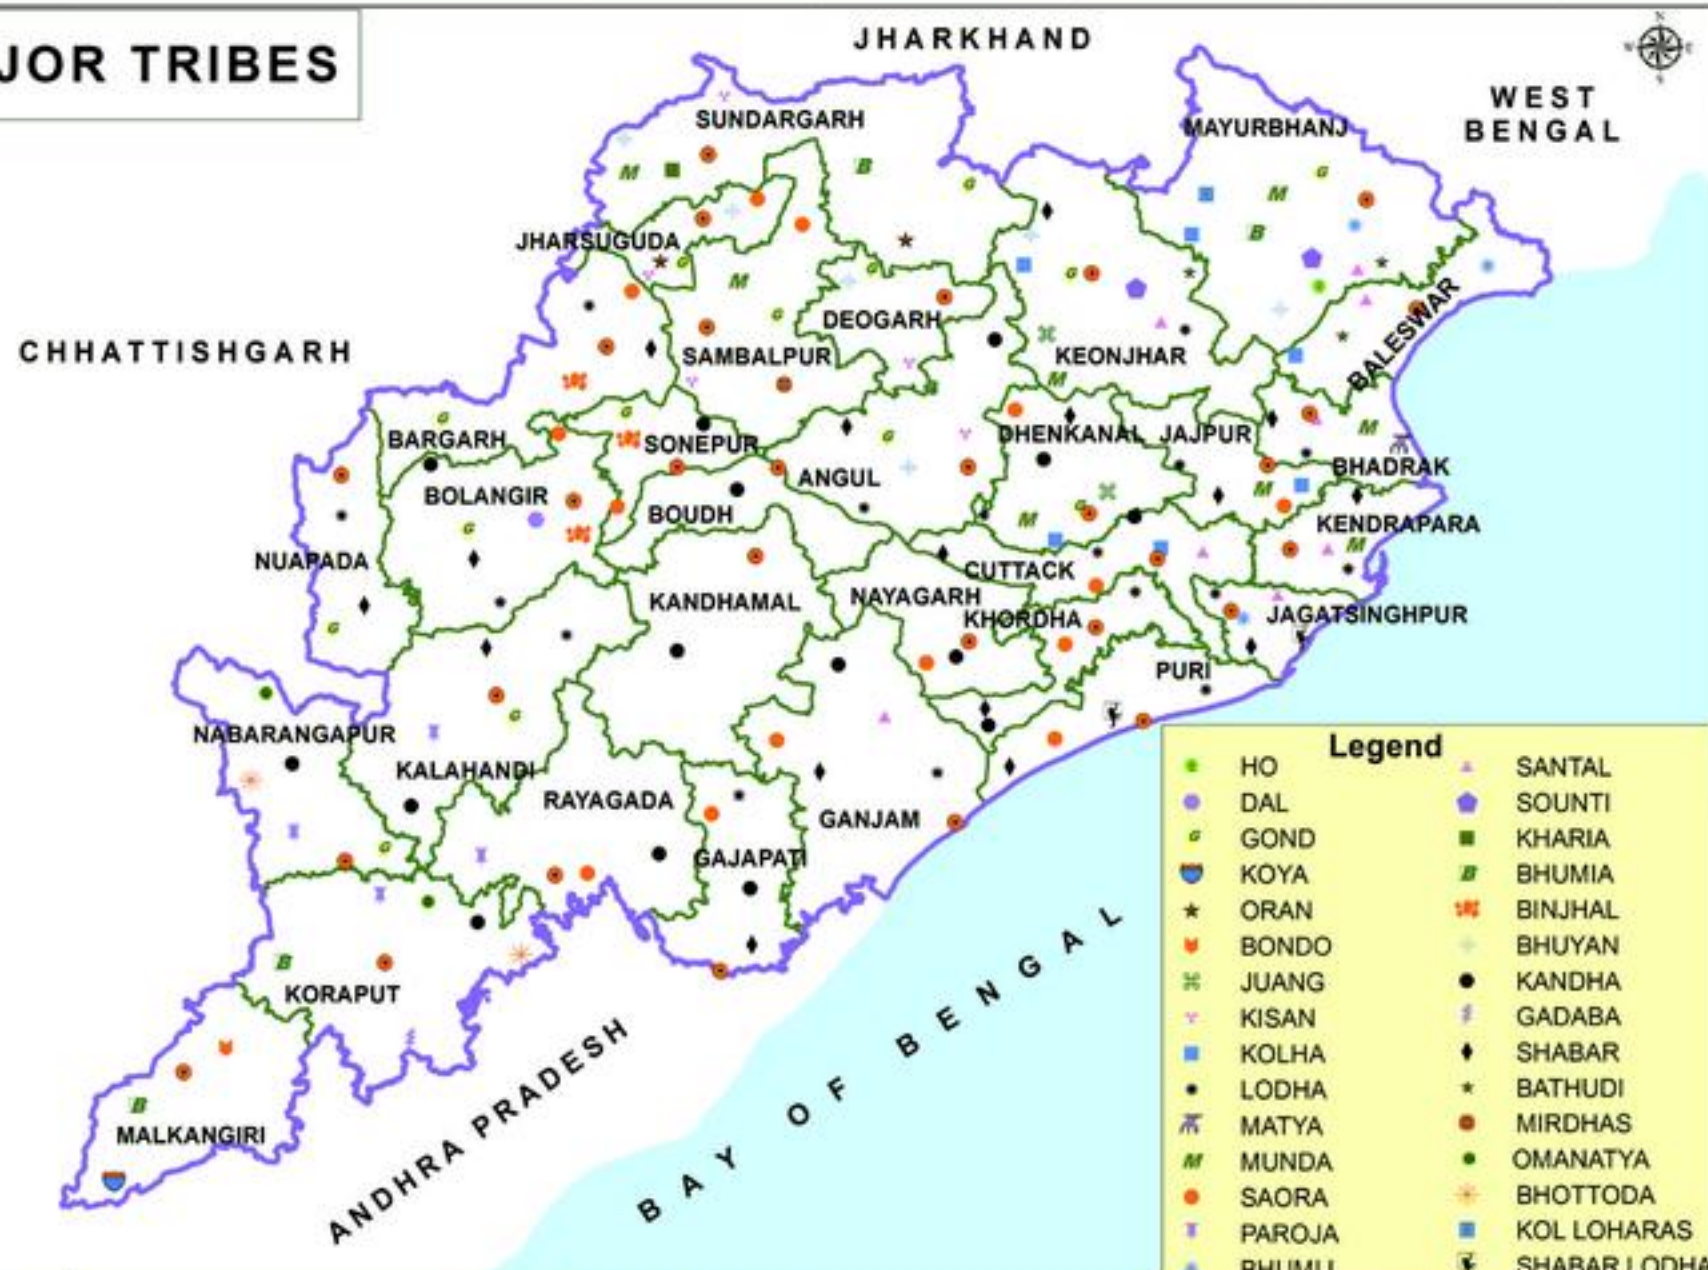 JOR TRIBES
JHARKHAND
WEST
BENGAL
N
W
E
S
SUNDARGARH
MAYURBHANJ
JHARSUGUDA
CHHATTISHGARH
DEOGARH
SAMBALPUR
KEONJHAR
BALESWAR
BARGARH
SONEPUR
DHENKANAL
JAJPUR
BHADRAK
ANGUL
BOLANGIR
BOUDH
KENDRAPARA
NUAPADA
CUTTACK
KANDHAMAL
NAYAGARH
KHORDHA
JAGATSINGHPUR
PURI
NABARANGAPUR
KALAHANDI
RAYAGADA
GANJAM
GAJAPATI
KORAPUT
MALKANGIRI
ANDHRA PRADESH
BAY OF BENGAL
Legend
HO
DAL
G GOND
KOYA
ORAN
BONDO
JUANG
KISAN
KOLHA
LODHA
MATYA
M MUNDA
SAORA
PAROJA
SANTAL
SOUNTI
KHARIA
B BHUMIA
BINJHAL
BHUYAN
KANDHA
GADABA
SHABAR
BATHUDI
MIRDHAS
OMANATYA
BHOTTODA
KOL LOHARAS
SHABAR LODHA